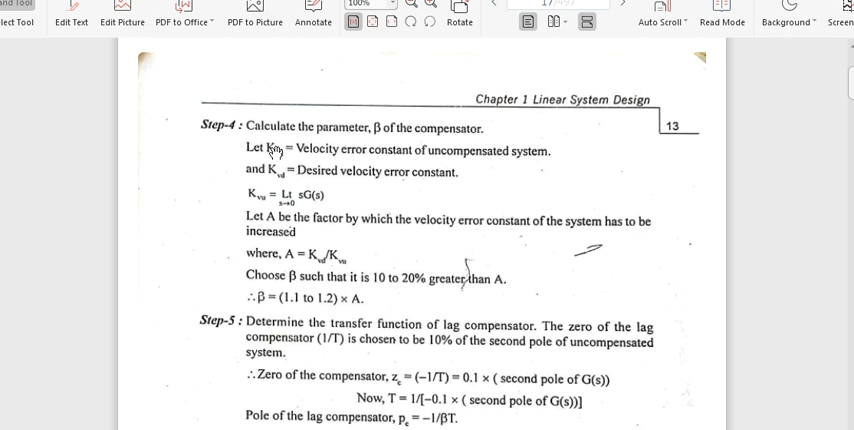 and Tool
100%
17/497
lect Tool
Edit Text
Edit Picture
PDF to Office
PDF to Picture
Annotate
Rotate
Auto Scroll
Read Mode
Background
Screen
Chapter 1 Linear System Design
13
Step-4 : Calculate the parameter, β of the compensator.
Let = Velocity error constant of uncompensated system.
and Kvd = Desired velocity error constant.
Kvu = Lt sG(s)
s→0
Let A be the factor by which the velocity error constant of the system has to be
increased
where, A = Kvd/Kvu
Choose β such that it is 10 to 20% greater than A.
∴β = (1.1 to 1.2) × A.
Step-5 : Determine the transfer function of lag compensator. The zero of the lag
compensator (1/T) is chosen to be 10% of the second pole of uncompensated
system.
∴Zero of the compensator, zc = (−1/T) = 0.1 × ( second pole of G(s))
Now, T = 1/[−0.1 × ( second pole of G(s))]
Pole of the lag compensator, pc = −1/βT.